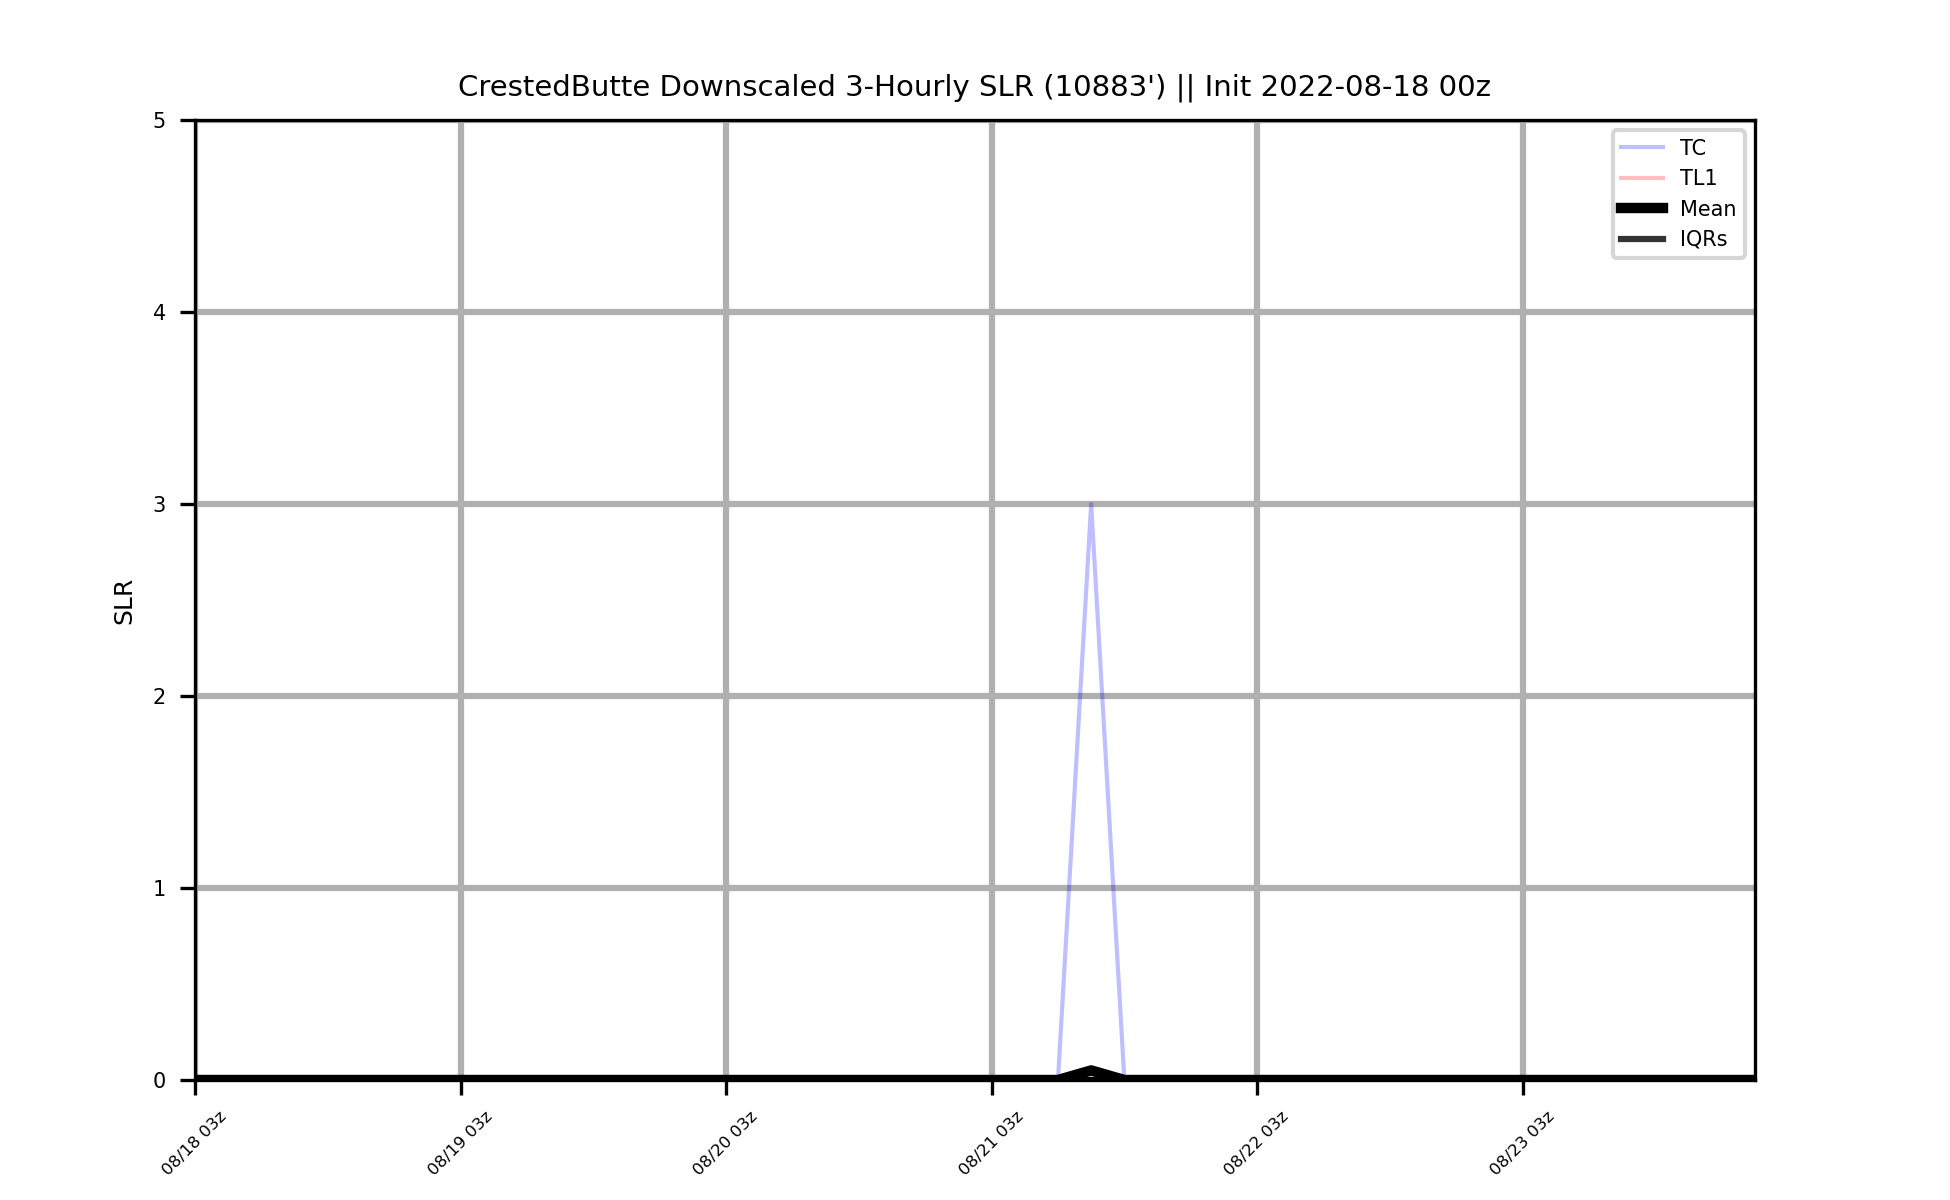 CrestedButte Downscaled 3-Hourly SLR (10883') || Init 2022-08-18 00z
5
4
3
2
1
0
SLR
TC
TL1
Mean
IQRs
08/18 03z
08/19 03z
08/20 03z
08/21 03z
08/22 03z
08/23 03z